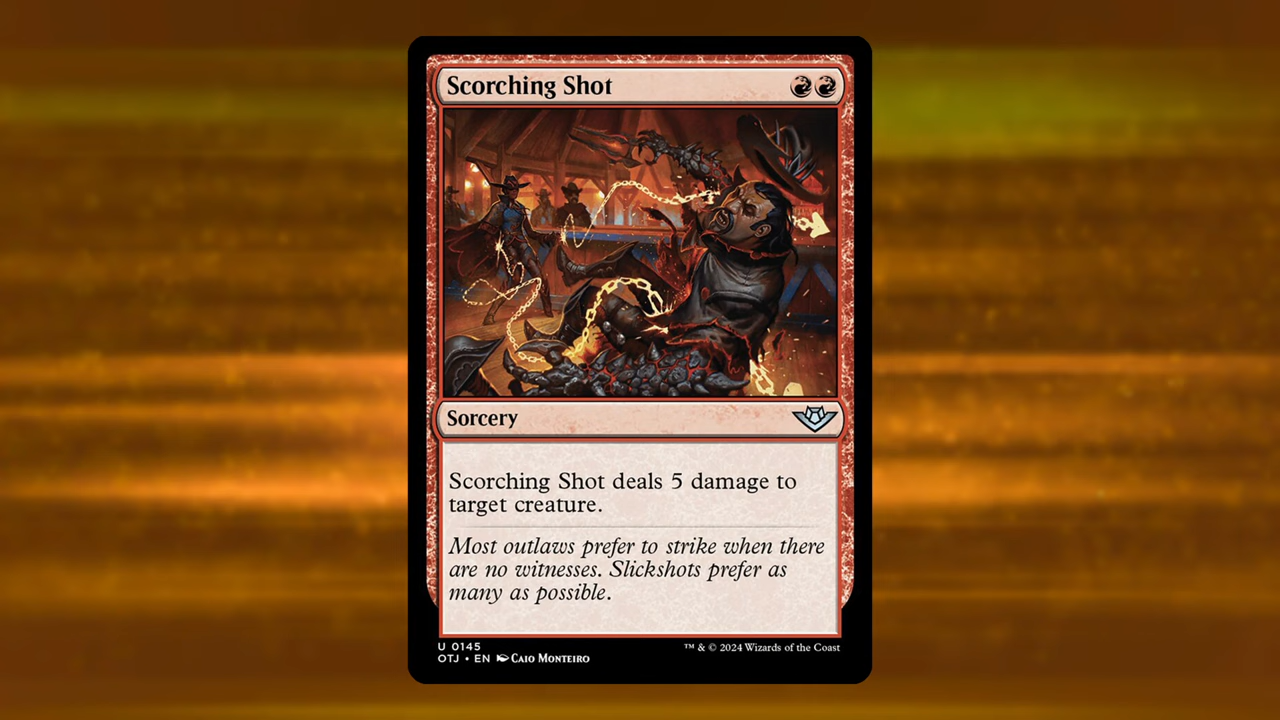 Scorching Shot
Sorcery
Scorching Shot deals 5 damage to
target creature.
Most outlaws prefer to strike when there
are no witnesses. Slickshots prefer as
many as possible.
U 0145
OTJ • EN CAIO MONTEIRO
™ & © 2024 Wizards of the Coast